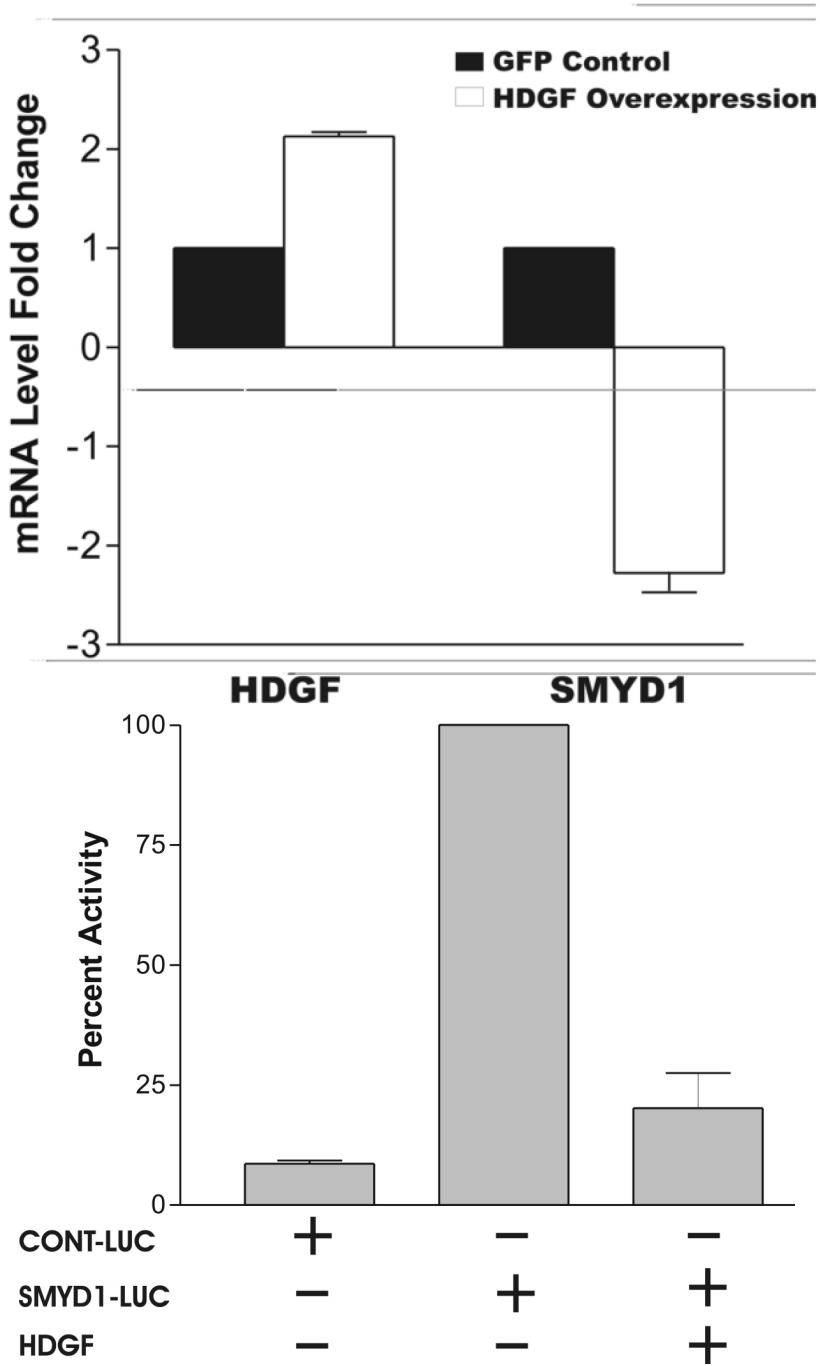 3
GFP Control
HDGF Overexpression
2
1
0
-1
-2
-3
mRNA Level Fold Change
HDGF SMYD1
100
75
50
25
0
Percent Activity
CONT-LUC + − −
SMYD1-LUC − + +
HDGF − − +